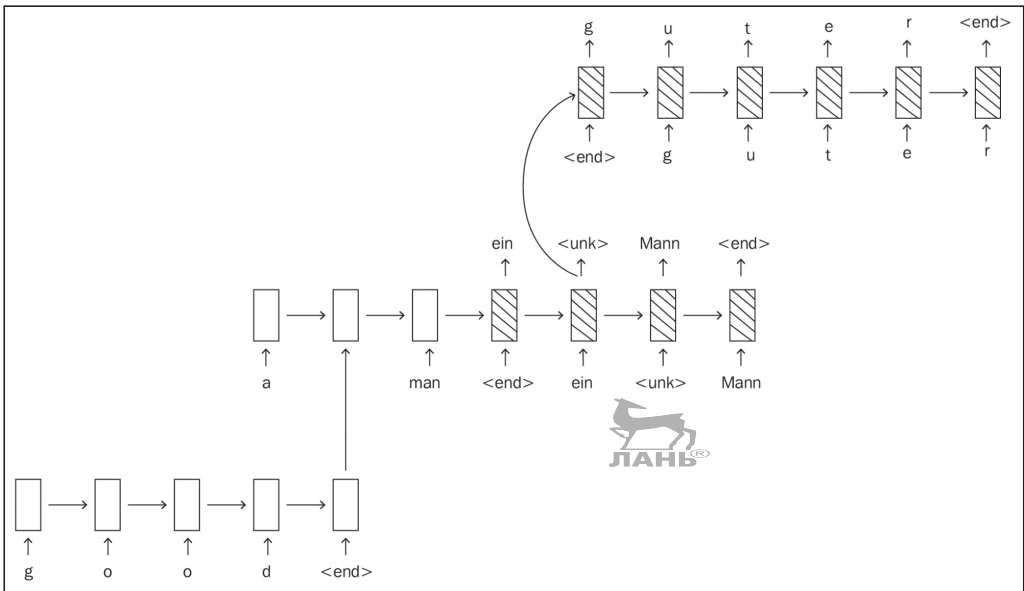 g u t e r <end>
<end> g u t e r
ein <unk> Mann <end>
a man <end> ein <unk> Mann
ЛАНЬ®
g o o d <end>